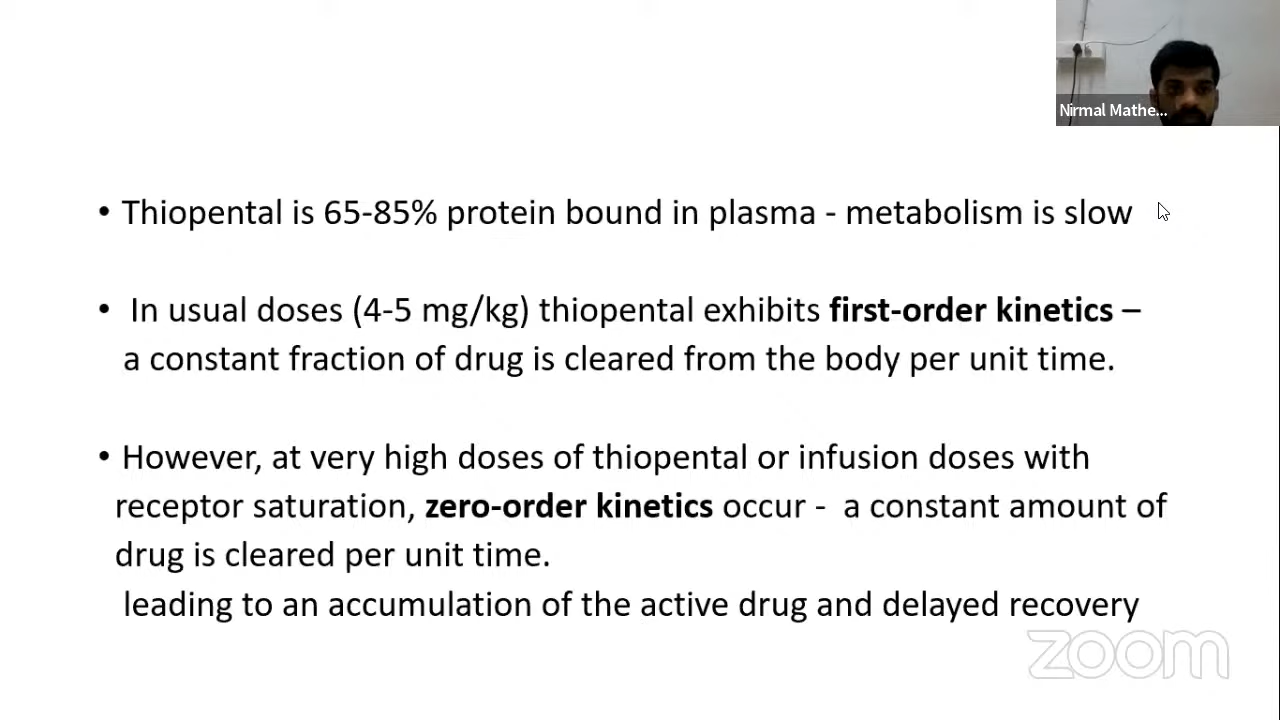 Nirmal Mathe...
• Thiopental is 65-85% protein bound in plasma - metabolism is slow
• In usual doses (4-5 mg/kg) thiopental exhibits first-order kinetics –
a constant fraction of drug is cleared from the body per unit time.
• However, at very high doses of thiopental or infusion doses with
receptor saturation, zero-order kinetics occur - a constant amount of
drug is cleared per unit time.
leading to an accumulation of the active drug and delayed recovery
zoom